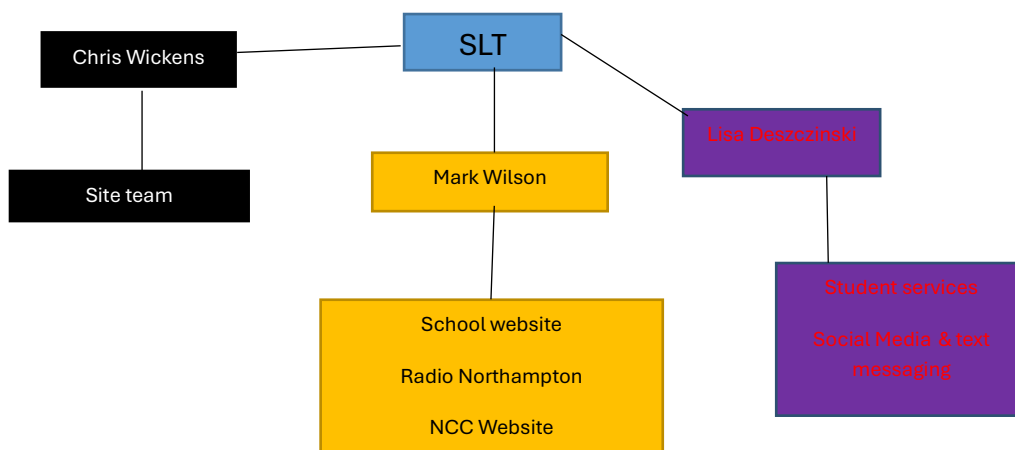 SLT
Chris Wickens
Lisa Deszczinski
Mark Wilson
Site team
Student services
Social Media & text
messaging
School website
Radio Northampton
NCC Website